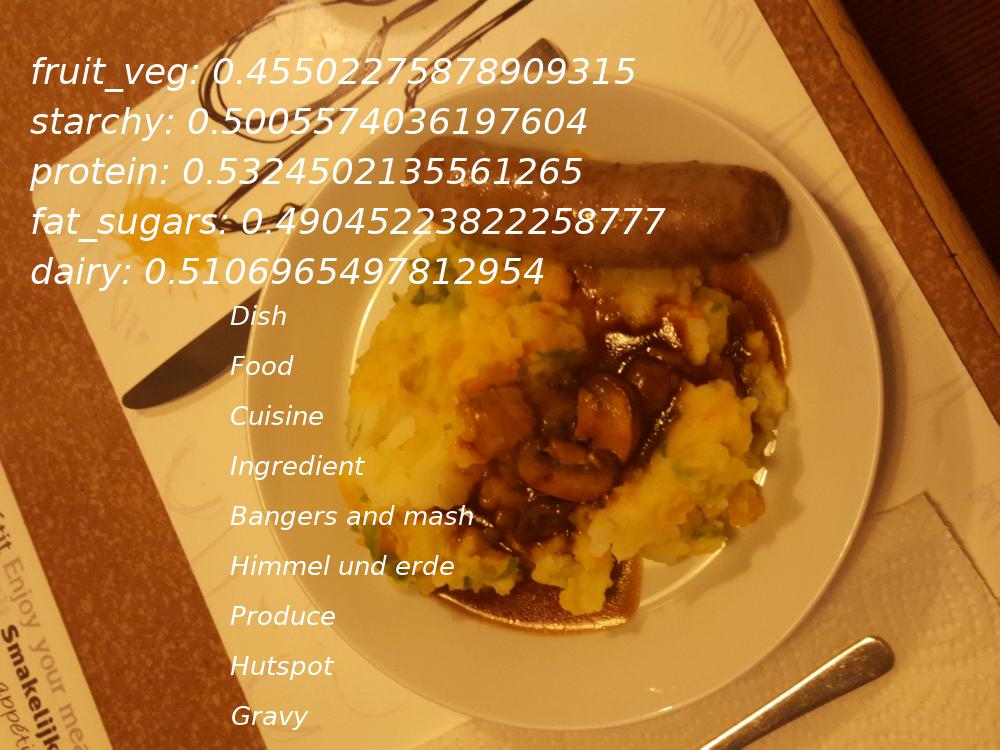 fruit_veg: 0.45502275878909315
starchy: 0.5005574036197604
protein: 0.5324502135561265
fat_sugars: 0.49045223822258777
dairy: 0.5106965497812954
Dish
Food
Cuisine
Ingredient
Bangers and mash
Himmel und erde
Produce
Hutspot
Gravy
Enjoy your
Smakelijk